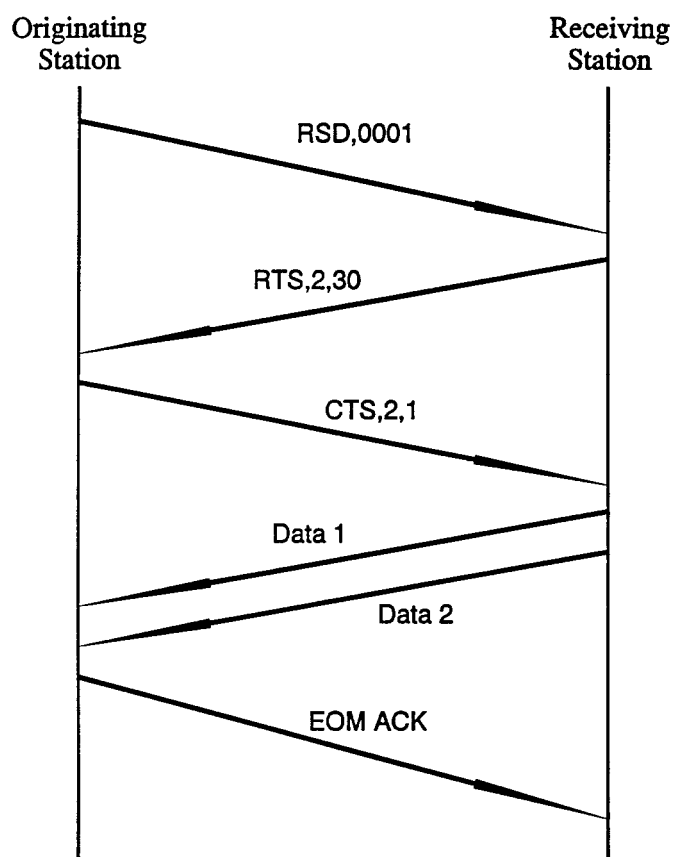 Originating
Station
Receiving
Station
RSD,0001
RTS,2,30
CTS,2,1
Data 1
Data 2
EOM ACK